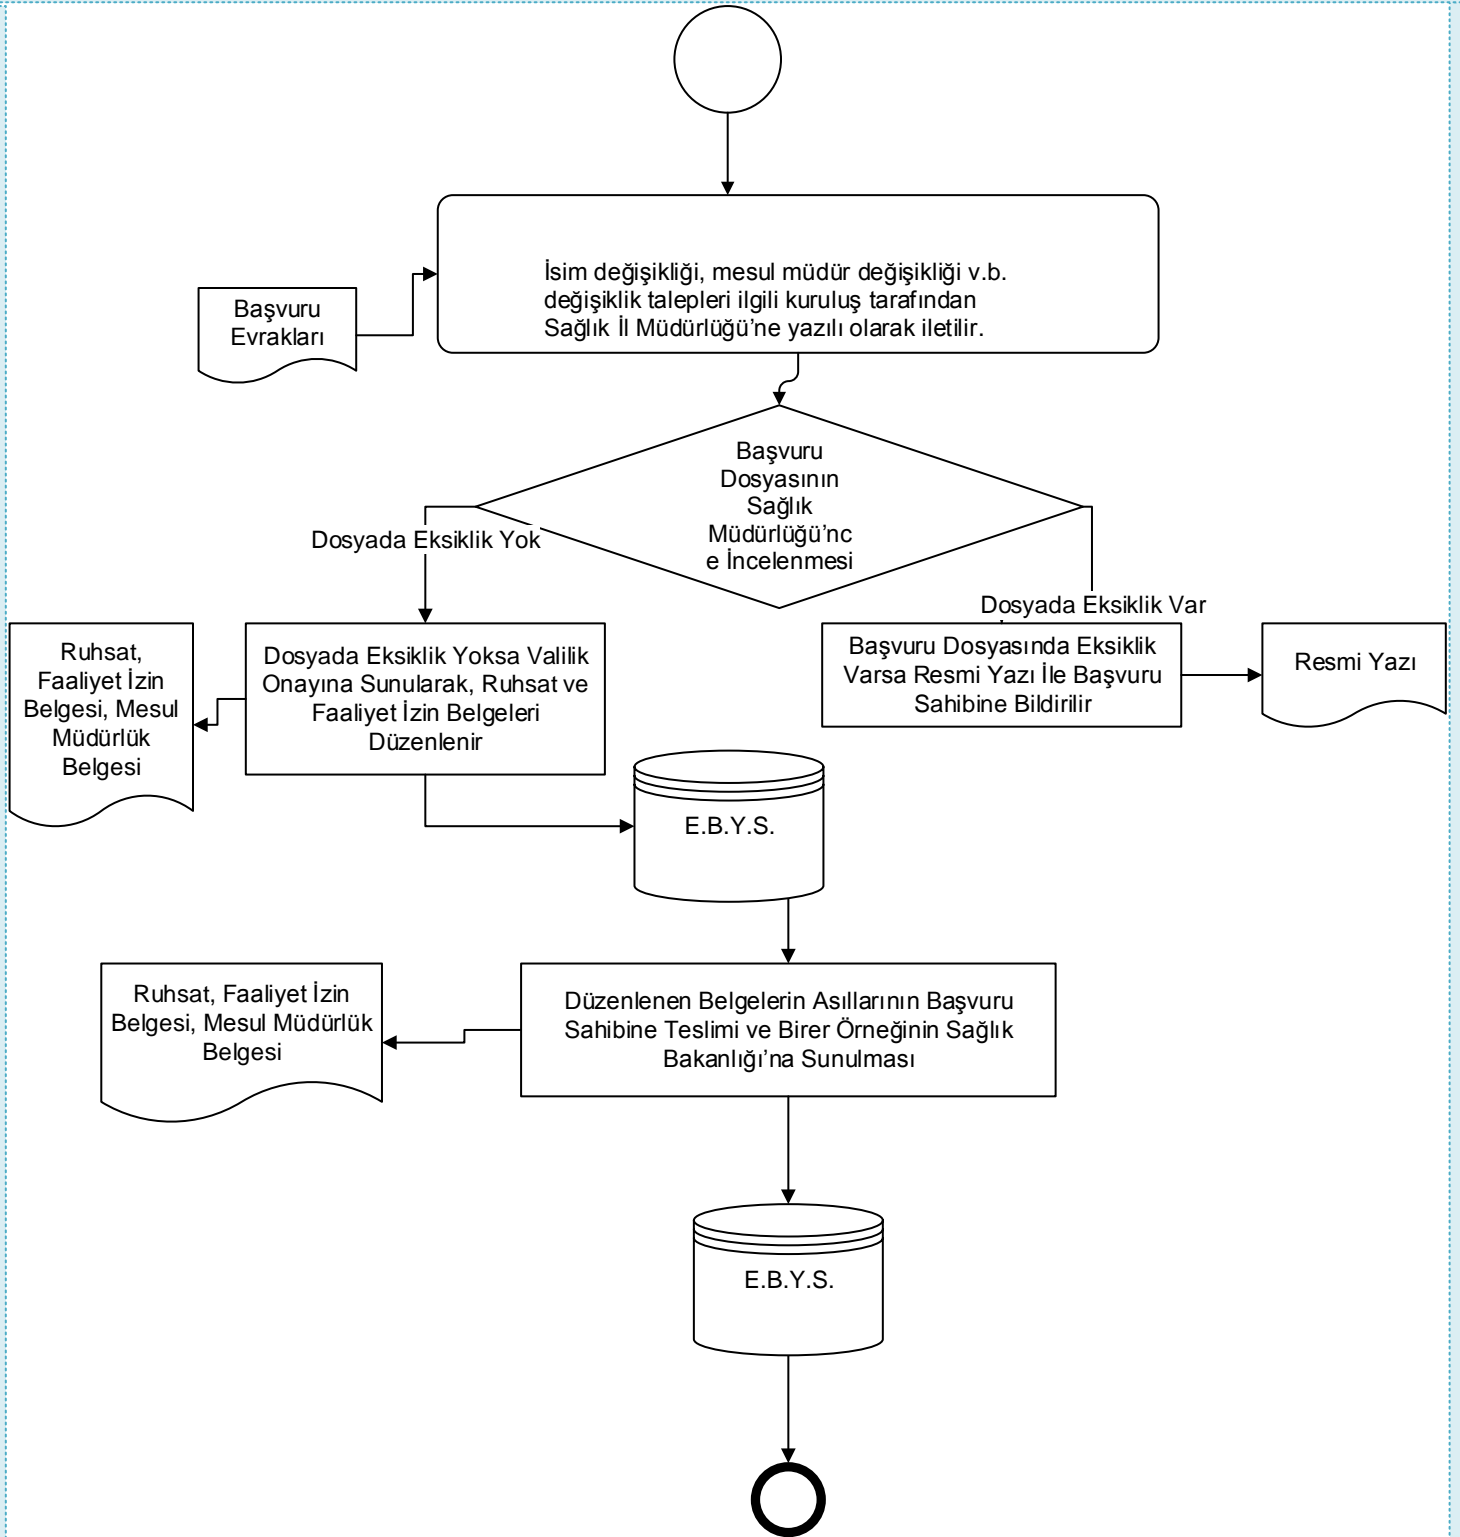 İsim değişikliği, mesul müdür değişikliği v.b.
değişiklik talepleri ilgili kuruluş tarafından
Sağlık İl Müdürlüğü’ne yazılı olarak iletilir.
Başvuru
Evrakları
Başvuru
Dosyasının
Sağlık
Müdürlüğü’nc
e İncelenmesi
Dosyada Eksiklik Yok
Dosyada Eksiklik Var
Ruhsat,
Faaliyet İzin
Belgesi, Mesul
Müdürlük
Belgesi
Dosyada Eksiklik Yoksa Valilik
Onayına Sunularak, Ruhsat ve
Faaliyet İzin Belgeleri
Düzenlenir
Başvuru Dosyasında Eksiklik
Varsa Resmi Yazı İle Başvuru
Sahibine Bildirilir
Resmi Yazı
E.B.Y.S.
Ruhsat, Faaliyet İzin
Belgesi, Mesul Müdürlük
Belgesi
Düzenlenen Belgelerin Asıllarının Başvuru
Sahibine Teslimi ve Birer Örneğinin Sağlık
Bakanlığı’na Sunulması
E.B.Y.S.